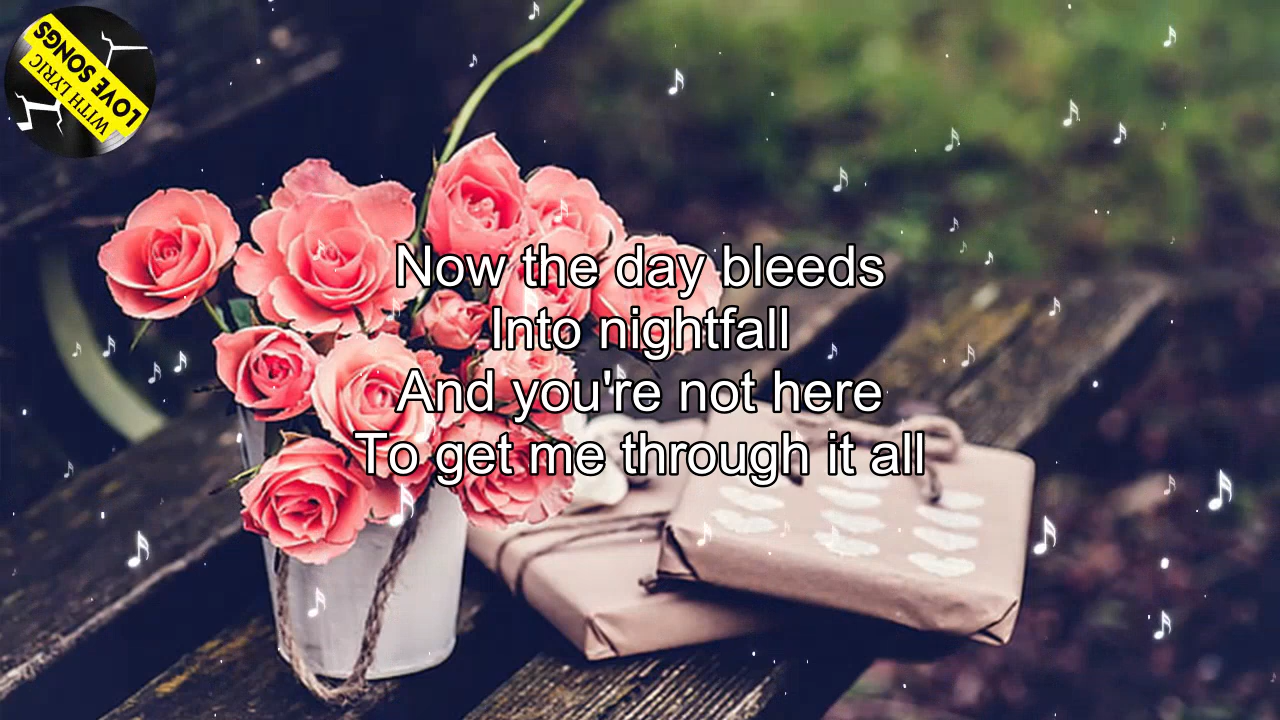 LOVE SONGS
WITH LYRIC
Now the day bleeds
Into nightfall
And you're not here
To get me through it all